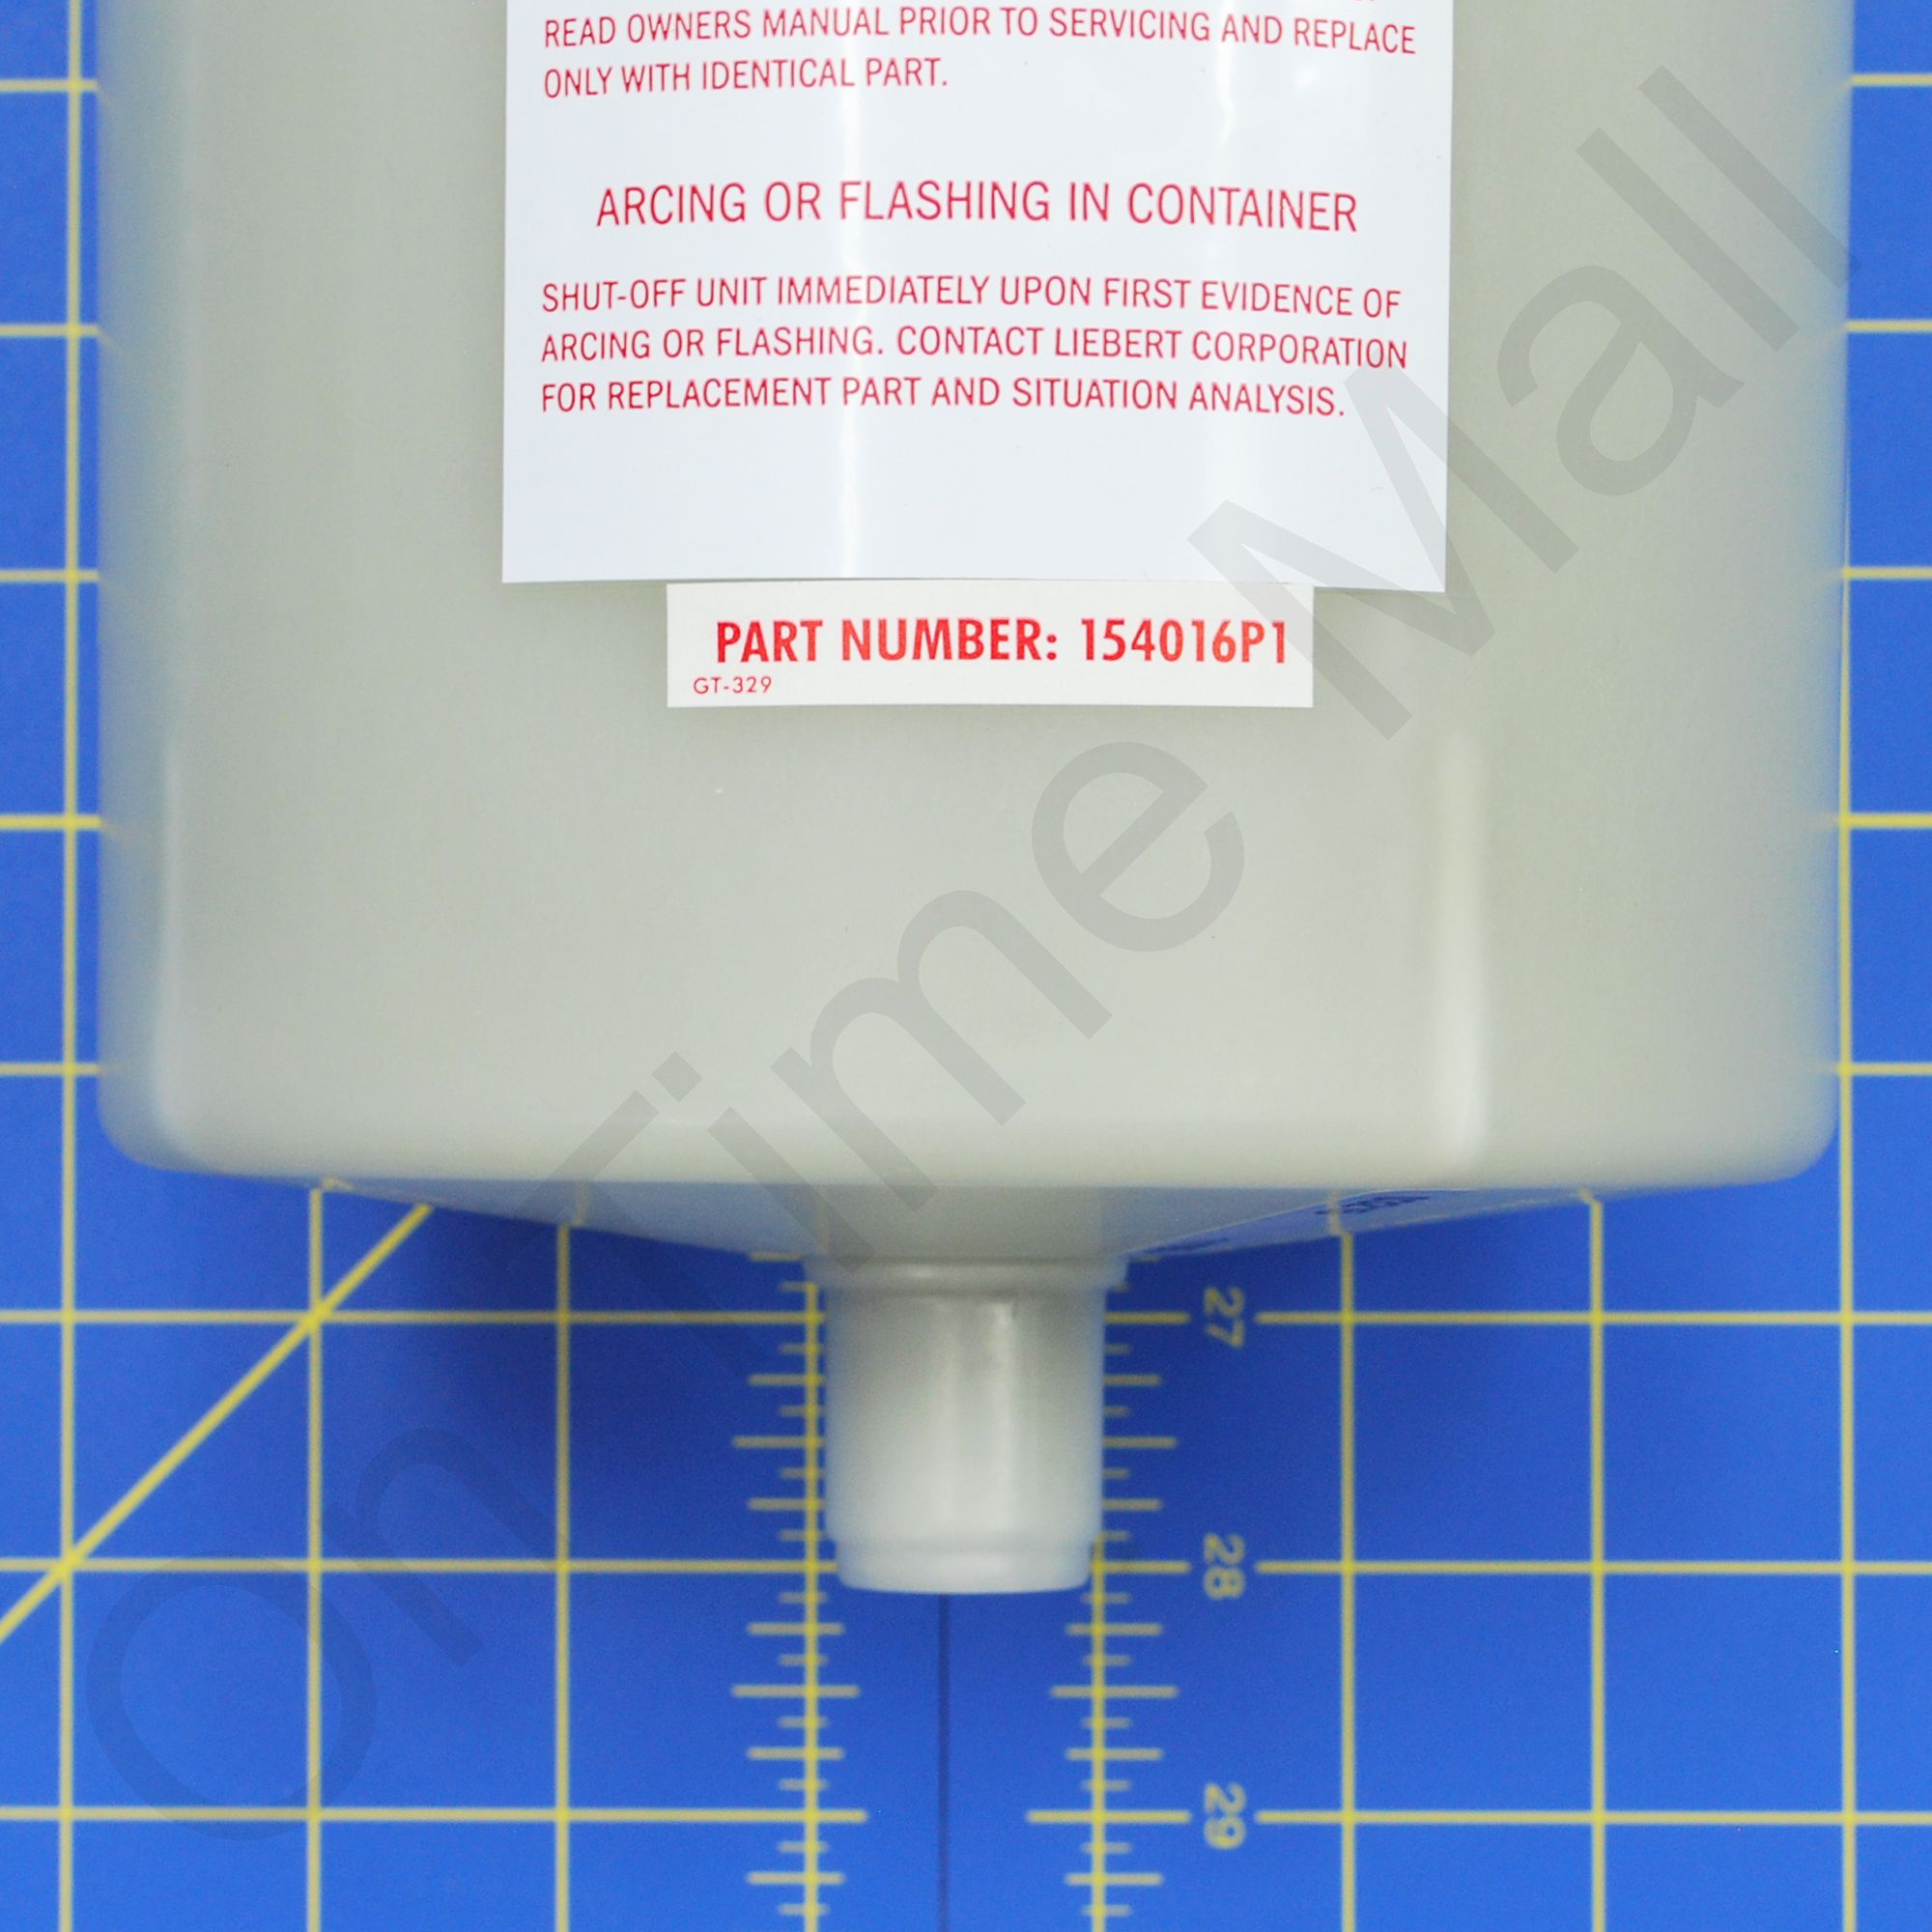 READ OWNERS MANUAL PRIOR TO SERVICING AND REPLACE
ONLY WITH IDENTICAL PART.
ARCING OR FLASHING IN CONTAINER
SHUT-OFF UNIT IMMEDIATELY UPON FIRST EVIDENCE OF
ARCING OR FLASHING. CONTACT LIEBERT CORPORATION
FOR REPLACEMENT PART AND SITUATION ANALYSIS.
PART NUMBER: 154016P1
GT-329
27
28
29
On Time Mall